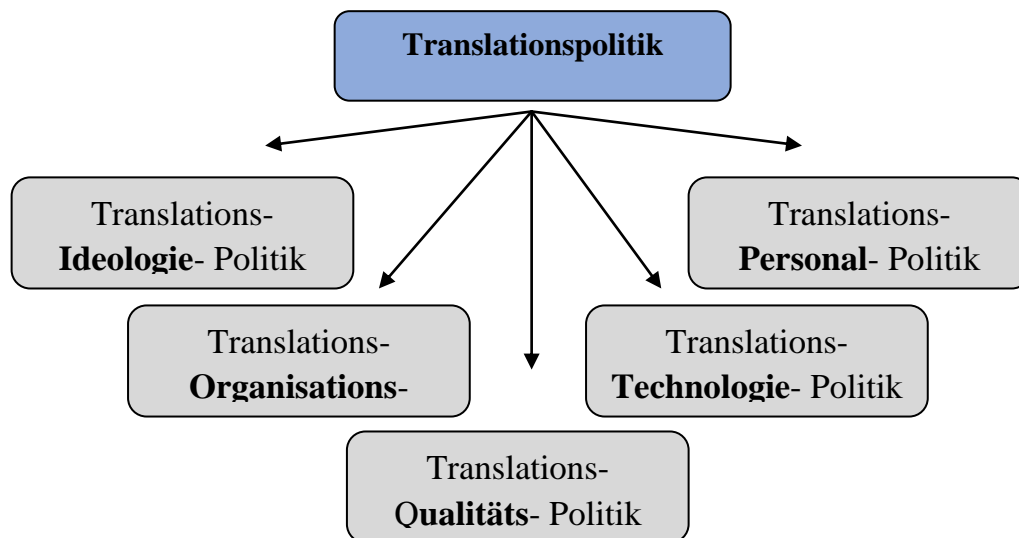 Translationspolitik
Translations-
Ideologie- Politik
Translations-
Personal- Politik
Translations-
Organisations-
Translations-
Technologie- Politik
Translations-
Qualitäts- Politik